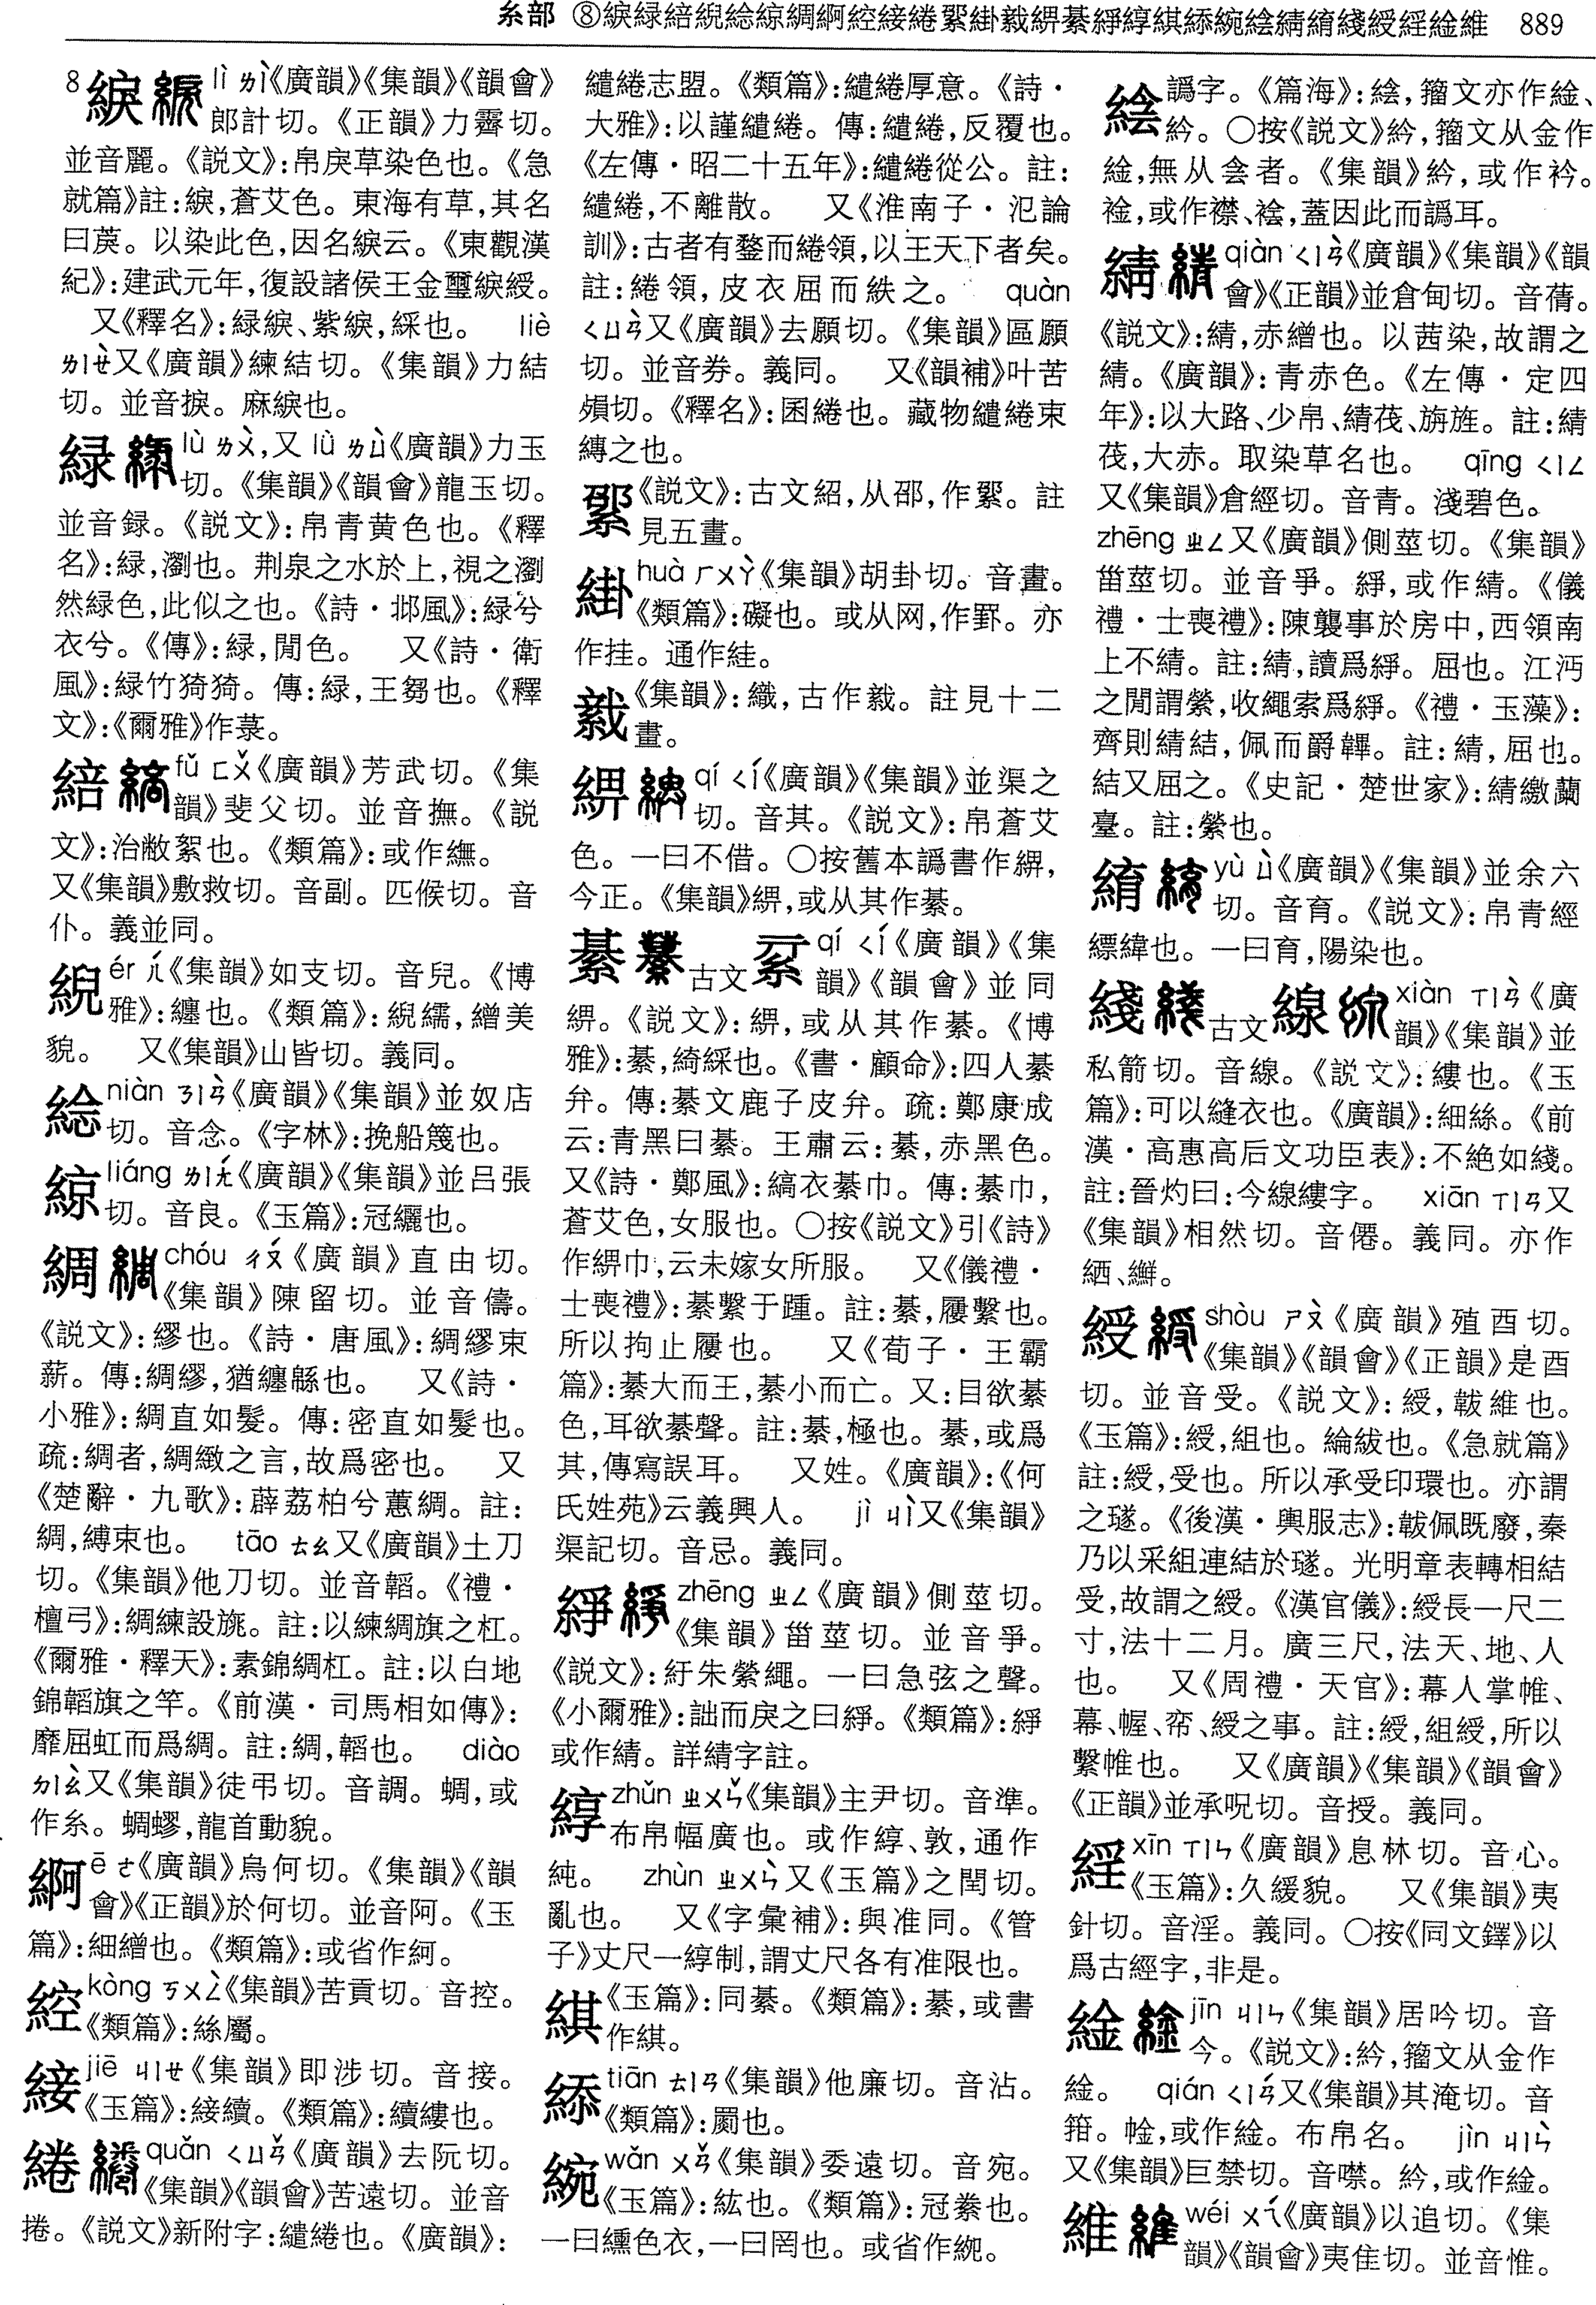 糸部 ⑧綟緑綹綐綛綜綢綗綜綾綣綤絓裁綥綦綪綧綨綩綪綫綬維 889
8 綟 lì ㄌㄧˋ《廣韻》《集韻》《韻會》
郎計切。《正韻》力霽切。
並音麗。《説文》:帛戾草染色也。《急
就篇》註:綟,蒼艾色。東海有草,其名
曰䓞。以染此色,因名綟云。《東觀漢
紀》:建武元年,復設諸侯王金璽綟綬。
又《釋名》:緑綟、紫綟,綵也。 liè
ㄌㄧㄝˋ又《廣韻》練結切。《集韻》力結
切。並音捩。麻綟也。
緑 lù ㄌㄨˋ,又 lǜ ㄌㄩˋ《廣韻》力玉
切。《集韻》《韻會》龍玉切。
並音録。《説文》:帛青黄色也。《釋
名》:緑,瀏也。荆泉之水於上,視之瀏
然緑色,此似之也。《詩·邶風》:緑兮
衣兮。《傳》:緑,閒色。 又《詩·衛
風》:緑竹猗猗。傳:緑,王芻也。《釋
文》:《爾雅》作菉。
䋨 fǔ ㄈㄨˇ《廣韻》芳武切。《集
韻》斐父切。並音撫。《説
文》:治敝絮也。《類篇》:或作㒇。
又《集韻》敷救切。音副。匹候切。音
仆。義並同。
䋩 ér ㄦˊ《集韻》如支切。音兒。《博
雅》:纏也。《類篇》:䋩繻,繒美
貌。 又《集韻》山皆切。義同。
綛 niàn ㄋㄧㄢˋ《廣韻》《集韻》並奴店
切。音念。《字林》:挽船篾也。
綡 liáng ㄌㄧㄤˊ《廣韻》《集韻》並吕張
切。音良。《玉篇》:冠纚也。
綢 chóu ㄔㄡˊ《廣韻》直由切。
《集韻》陳留切。並音儔。
《説文》:繆也。《詩·唐風》:綢繆束
薪。傳:綢繆,猶纏緜也。 又《詩·
小雅》:綢直如髮。傳:密直如髮也。
疏:綢者,綢緻之言,故爲密也。 又
《楚辭·九歌》:薜荔柏兮蕙綢。註:
綢,縛束也。 tāo ㄊㄠ又《廣韻》土刀
切。《集韻》他刀切。並音韜。《禮·
檀弓》:綢練設旐。註:以練綢旗之杠。
《爾雅·釋天》:素錦綢杠。註:以白地
錦韜旗之竿。《前漢·司馬相如傳》:
靡屈虹而爲綢。註:綢,韜也。 diào
ㄉㄧㄠˋ又《集韻》徒弔切。音調。蜩,或
作糸。蜩蟉,龍首動貌。
䋪 ē ㄜ《廣韻》烏何切。《集韻》《韻
會》《正韻》於何切。並音阿。《玉
篇》:細繒也。《類篇》:或省作䋍。
䋫 kòng ㄎㄨㄥˋ《集韻》苦貢切。音控。
《類篇》:絲屬。
綾 jiē ㄐㄧㄝ《集韻》即涉切。音接。
《玉篇》:緁續。《類篇》:續縷也。
綣 quǎn ㄑㄩㄢˇ《廣韻》去阮切。
《集韻》《韻會》苦遠切。並音
捲。《説文》新附字:繾綣也。《廣韻》:
繾綣志盟。《類篇》:繾綣厚意。《詩·
大雅》:以謹繾綣。傳:繾綣,反覆也。
《左傳·昭二十五年》:繾綣從公。註:
繾綣,不離散。 又《淮南子·氾論
訓》:古者有鍪而綣領,以王天下者矣。
註:綣領,皮衣屈而紩之。 quàn
ㄑㄩㄢˋ又《廣韻》去願切。《集韻》區願
切。並音券。義同。 又《韻補》叶苦
殞切。《釋名》:囷綣也。藏物繾綣束
縛之也。
綤《説文》:古文紹,从邵,作綤。註
見五畫。
絓 huà ㄏㄨㄚˋ《集韻》胡卦切。音畫。
《類篇》:礙也。或从网,作罫。亦
作挂。通作絓。
《集韻》:織,古作裁。註見十二
畫。
綥 qí ㄑㄧˊ《廣韻》《集韻》並渠之
切。音其。《説文》:帛蒼艾
色。一曰不借。〇按舊本譌書作綥,
今正。《集韻》綥,或从其作綦。
綦 古文 qí ㄑㄧˊ《廣韻》《集
韻》《韻會》並同
綥。《説文》:綥,或从其作綦。《博
雅》:綦,綺綵也。《書·顧命》:四人綦
弁。傳:綦文鹿子皮弁。疏:鄭康成
云:青黑曰綦。王肅云:綦,赤黑色。
又《詩·鄭風》:縞衣綦巾。傳:綦巾,
蒼艾色,女服也。〇按《説文》引《詩》
作綥巾,云未嫁女所服。 又《儀禮·
士喪禮》:綦繫于踵。註:綦,屨繫也。
所以拘止屨也。 又《荀子·王霸
篇》:綦大而王,綦小而亡。又:目欲綦
色,耳欲綦聲。註:綦,極也。綦,或爲
其,傳寫誤耳。 又姓。《廣韻》:《何
氏姓苑》云義興人。 jì ㄐㄧˋ又《集韻》
渠記切。音忌。義同。
綪 zhēng ㄓㄥ《廣韻》側莖切。
《集韻》甾莖切。並音爭。
《説文》:紆朱縈繩。一曰急弦之聲。
《小爾雅》:詘而戾之曰綪。《類篇》:綪
或作綪。詳綪字註。
綧 zhǔn ㄓㄨㄣˇ《集韻》主尹切。音準。
布帛幅廣也。或作綧、敦,通作
純。 zhùn ㄓㄨㄣˋ又《玉篇》之閏切。
亂也。 又《字彙補》:與准同。《管
子》丈尺一綧制,謂丈尺各有准限也。
綨《玉篇》:同綦。《類篇》:綦,或書
作綨。
tiān ㄊㄧㄢ《集韻》他廉切。音沾。
《類篇》:罽也。
綩 wǎn ㄨㄢˇ《集韻》委遠切。音宛。
《玉篇》:紘也。《類篇》:冠絭也。
一曰纁色衣,一曰罔也。或省作䋃。
譌字。《篇海》:䋮,籀文亦作䋮、
紟。〇按《説文》紟,籀文从金作
䋮,無从侌者。《集韻》紟,或作衿。
䘳,或作襟、䘳,蓋因此而譌耳。
綪 qiàn ㄑㄧㄢˋ《廣韻》《集韻》《韻
會》《正韻》並倉甸切。音蒨。
《説文》:綪,赤繒也。以茜染,故謂之
綪。《廣韻》:青赤色。《左傳·定四
年》:以大路、少帛、綪茷、旃旌。註:綪
茷,大赤。取染草名也。 qīng ㄑㄧㄥ
又《集韻》倉經切。音青。淺碧色。
zhēng ㄓㄥ又《廣韻》側莖切。《集韻》
甾莖切。並音爭。綪,或作綪。《儀
禮·士喪禮》:陳襲事於房中,西領南
上不綪。註:綪,讀爲綪。屈也。江沔
之閒謂縈,收繩索爲綪。《禮·玉藻》:
齊則綪結,佩而爵韠。註:綪,屈也。
結又屈之。《史記·楚世家》:綪繳蘭
臺。註:縈也。
yù ㄩˋ《廣韻》《集韻》並余六
切。音育。《説文》:帛青經
縹緯也。一曰育,陽染也。
綫 古文線 xiàn ㄒㄧㄢˋ《廣
韻》《集韻》並
私箭切。音線。《説文》:縷也。《玉
篇》:可以縫衣也。《廣韻》:細絲。《前
漢·高惠高后文功臣表》:不絶如綫。
註:晉灼曰:今線縷字。 xiān ㄒㄧㄢ又
《集韻》相然切。音僊。義同。亦作
綇、䌠。
綬 shòu ㄕㄡˋ《廣韻》殖酉切。
《集韻》《韻會》《正韻》是酉
切。並音受。《説文》:綬,韍維也。
《玉篇》:綬,組也。綸紱也。《急就篇》
註:綬,受也。所以承受印環也。亦謂
之璲。《後漢·輿服志》:韍佩既廢,秦
乃以采組連結於璲。光明章表轉相結
受,故謂之綬。《漢官儀》:綬長一尺二
寸,法十二月。廣三尺,法天、地、人
也。 又《周禮·天官》:幕人掌帷、
幕、幄、帟、綬之事。註:綬,組綬,所以
繫帷也。 又《廣韻》《集韻》《韻會》
《正韻》並承呪切。音授。義同。
xīn ㄒㄧㄣ《廣韻》息林切。音心。
《玉篇》:久緩貌。 又《集韻》夷
針切。音淫。義同。〇按《同文鐸》以
爲古經字,非是。
䋮 jīn ㄐㄧㄣ《集韻》居吟切。音
今。《説文》:紟,籀文从金作
䋮。 qián ㄑㄧㄢˊ又《集韻》其淹切。音
箝。㡖,或作䋮。布帛名。 jìn ㄐㄧㄣˋ
又《集韻》巨禁切。音噤。紟,或作䋮。
維 wéi ㄨㄟˊ《廣韻》以追切。《集
韻》《韻會》夷隹切。並音惟。